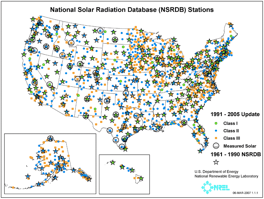 National Solar Radiation Database (NSRDB) Stations
1991 - 2005 Update
Class I
Class II
Class III
Measured Solar
1961 - 1990 NSRDB
U.S. Department of Energy
National Renewable Energy Laboratory
NREL